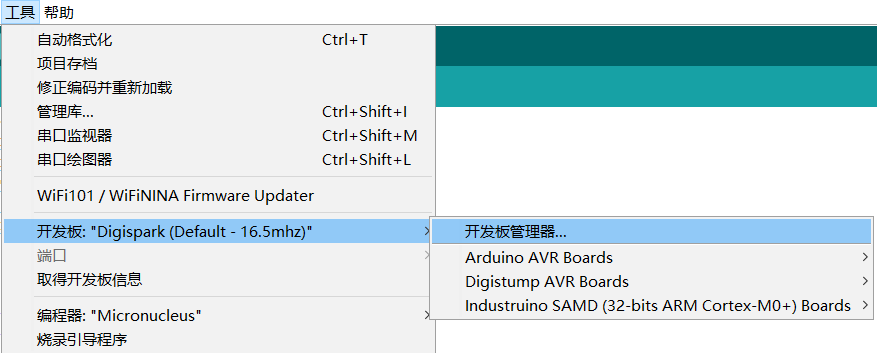 工具 帮助
自动格式化 Ctrl+T
项目存档
修正编码并重新加载
管理库... Ctrl+Shift+I
串口监视器 Ctrl+Shift+M
串口绘图器 Ctrl+Shift+L
WiFi101 / WiFiNINA Firmware Updater
开发板: "Digispark (Default - 16.5mhz)"
端口
取得开发板信息
编程器: "Micronucleus"
烧录引导程序
开发板管理器...
Arduino AVR Boards
Digistump AVR Boards
Industruino SAMD (32-bits ARM Cortex-M0+) Boards